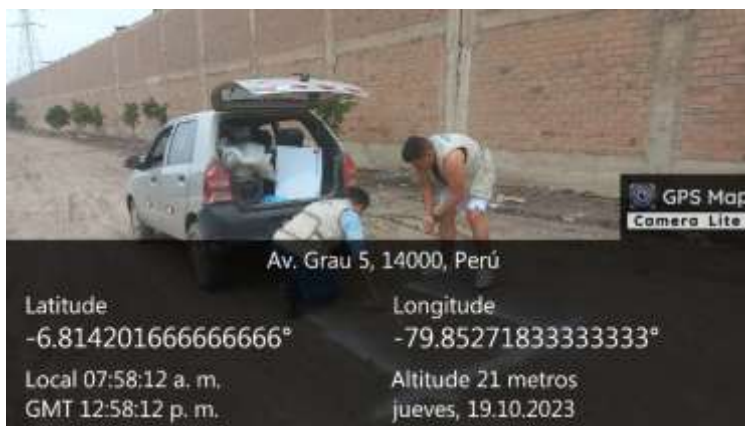 GPS Map
Camera Lite
Av. Grau 5, 14000, Perú
Latitude
-6.814201666666666°
Longitude
-79.85271833333333°
Local 07:58:12 a. m.
GMT 12:58:12 p. m.
Altitude 21 metros
jueves, 19.10.2023